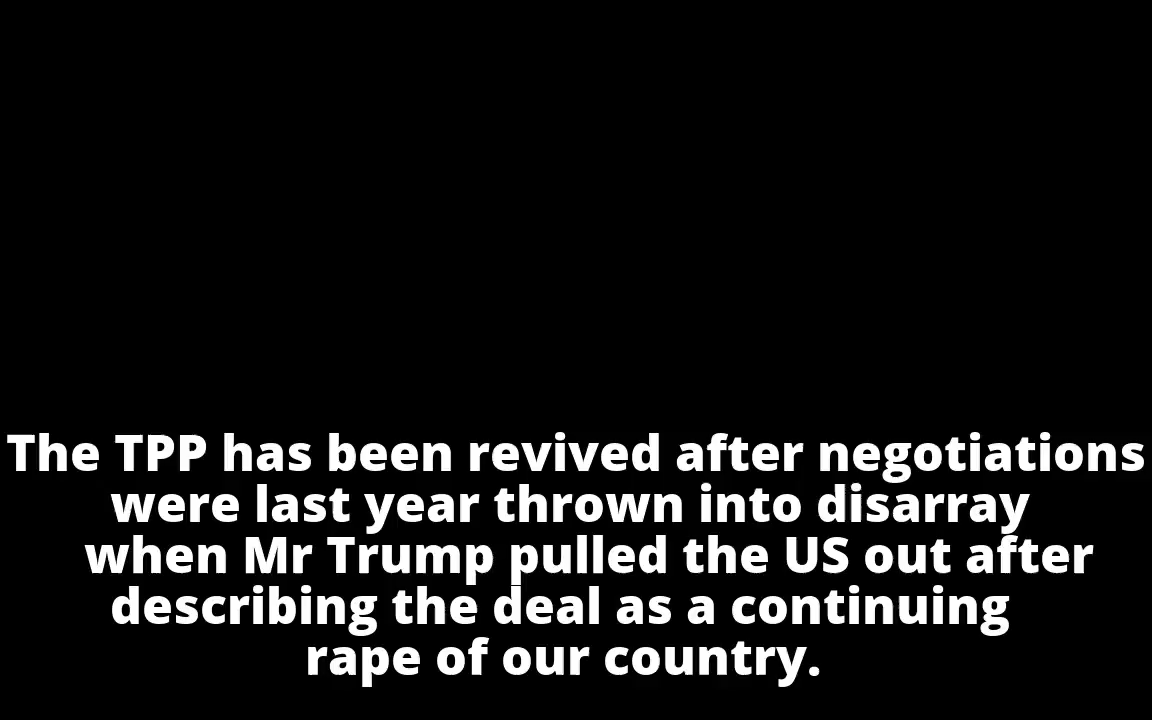 The TPP has been revived after negotiations
were last year thrown into disarray
when Mr Trump pulled the US out after
describing the deal as a continuing
rape of our country.